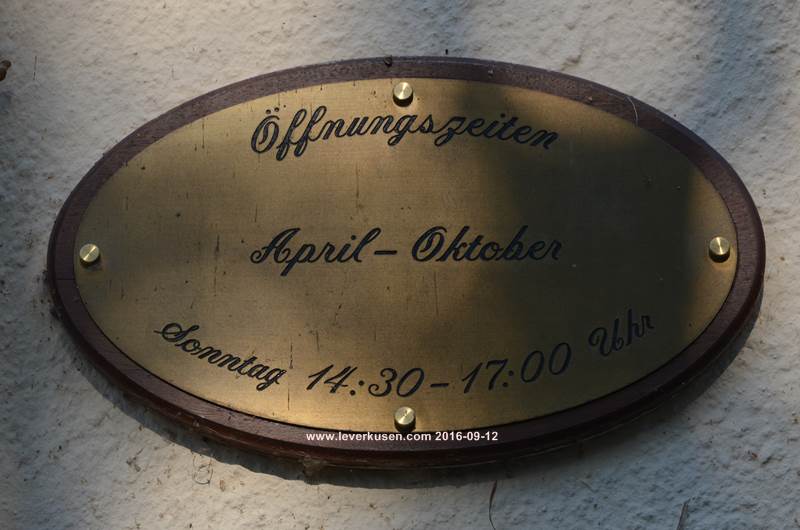 Öffnungszeiten
April – Oktober
Sonntag 14:30 – 17:00 Uhr
www.leverkusen.com 2016-09-12